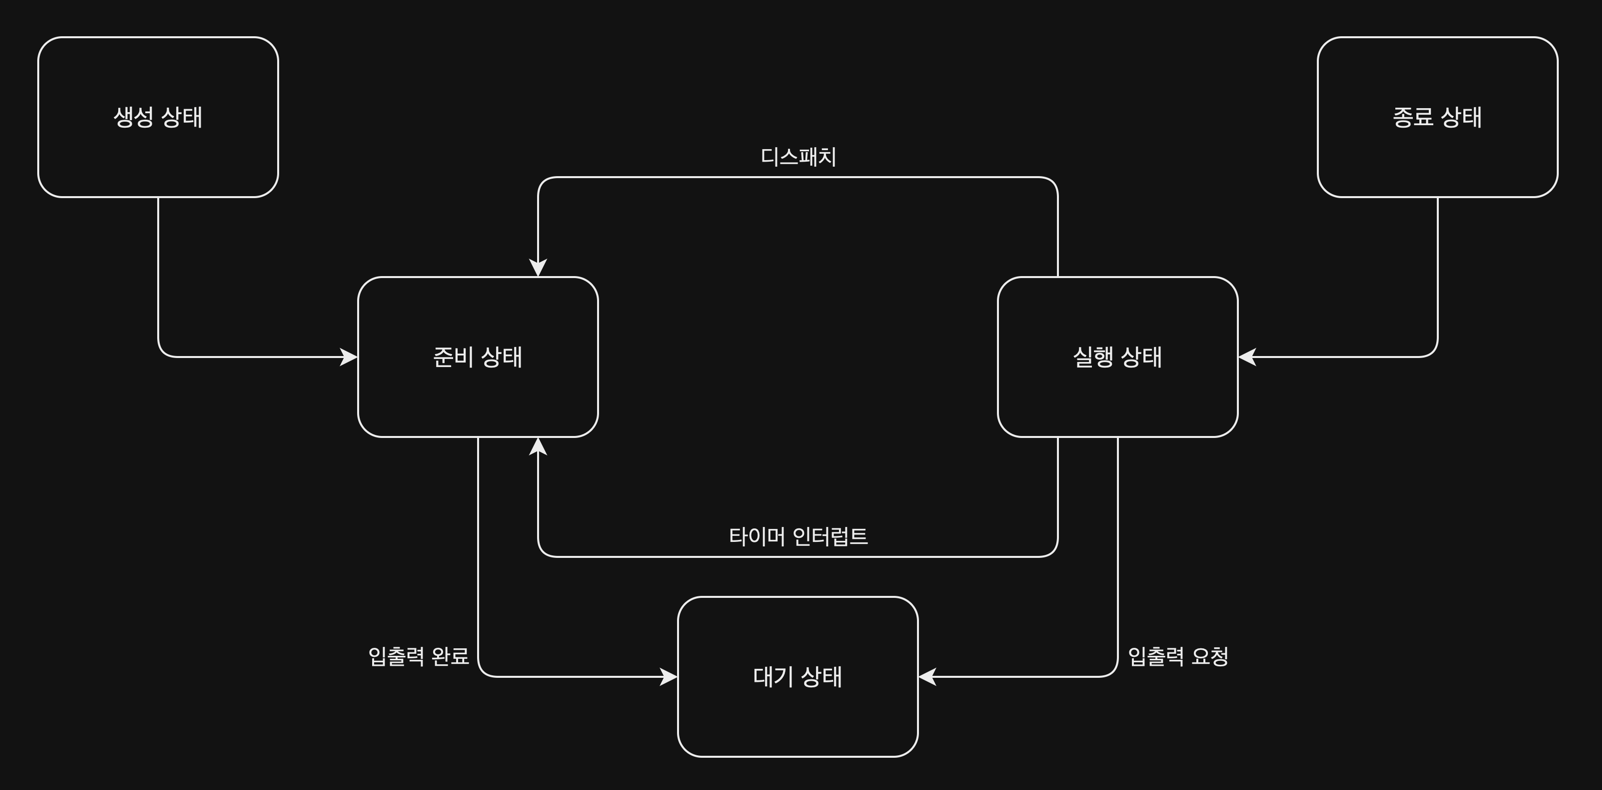 생성 상태
종료 상태
디스패치
준비 상태
실행 상태
타이머 인터럽트
입출력 완료
대기 상태
입출력 요청